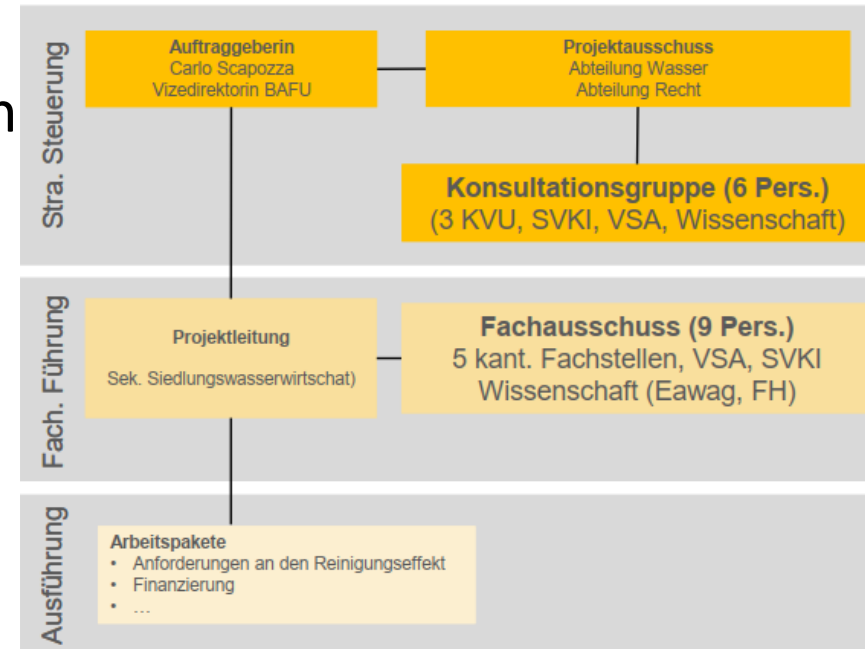 n
Stra. Steuerung
Auftraggeberin
Carlo Scapozza
Vizedirektorin BAFU
Projektausschuss
Abteilung Wasser
Abteilung Recht
Konsultationsgruppe (6 Pers.)
(3 KVU, SVKI, VSA, Wissenschaft)
Fach. Führung
Projektleitung
Sek. Siedlungswasserwirtschat)
Fachausschuss (9 Pers.)
5 kant. Fachstellen, VSA, SVKI
Wissenschaft (Eawag, FH)
Ausführung
Arbeitspakete
• Anforderungen an den Reinigungseffekt
• Finanzierung
• …